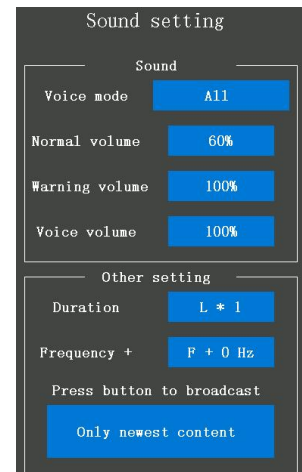 Sound setting
Sound
Voice mode All
Normal volume 60%
Warning volume 100%
Voice volume 100%
Other setting
Duration L * 1
Frequency + F + 0 Hz
Press button to broadcast
Only newest content